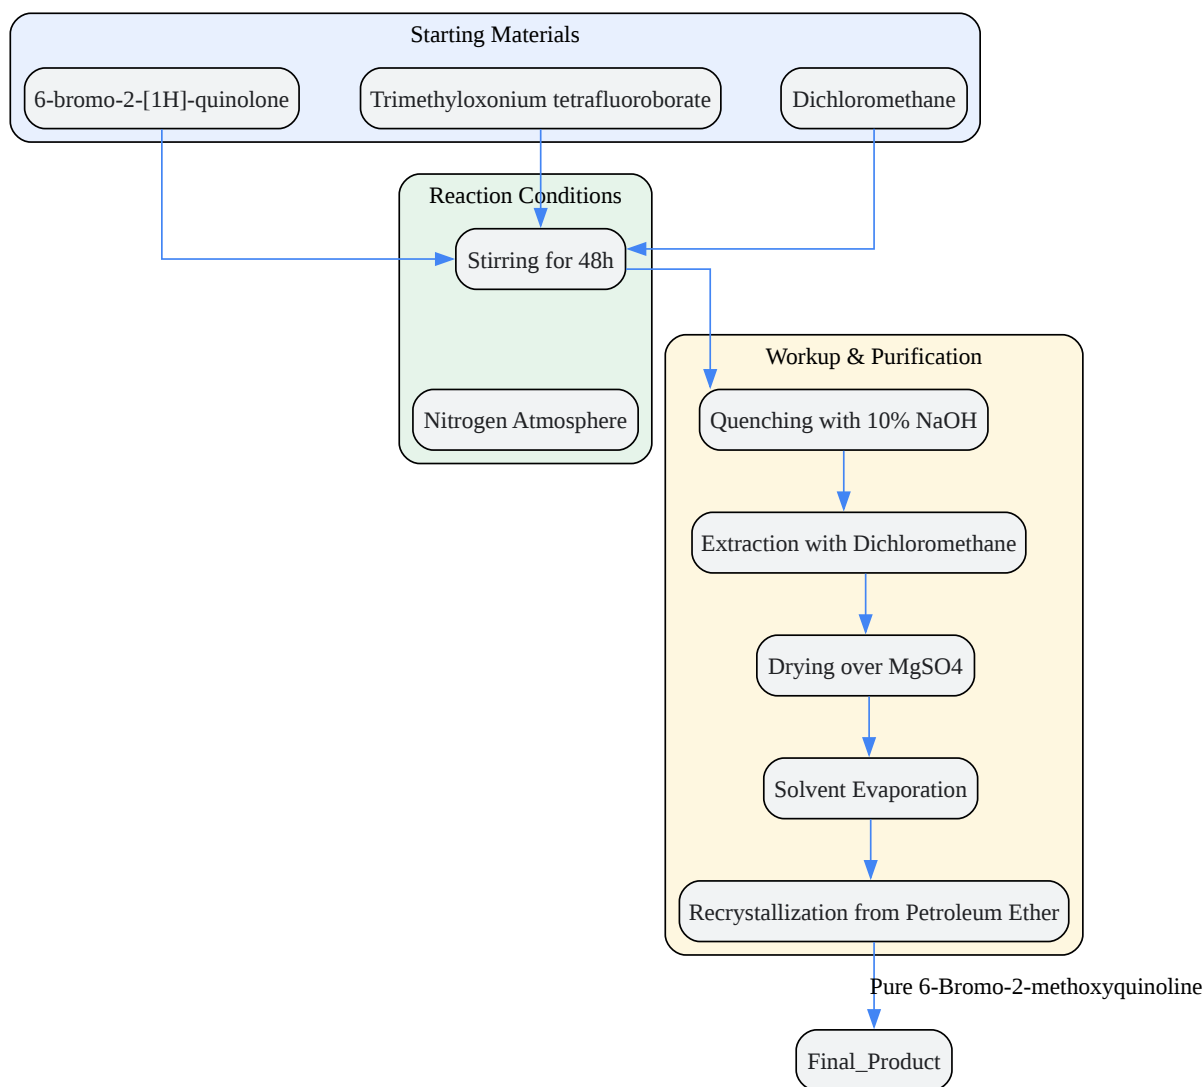 Starting Materials
6-bromo-2-[1H]-quinolone
Trimethyloxonium tetrafluoroborate
Dichloromethane
Reaction Conditions
Stirring for 48h
Nitrogen Atmosphere
Workup & Purification
Quenching with 10% NaOH
Extraction with Dichloromethane
Drying over MgSO4
Solvent Evaporation
Recrystallization from Petroleum Ether
Pure 6-Bromo-2-methoxyquinoline
Final_Product